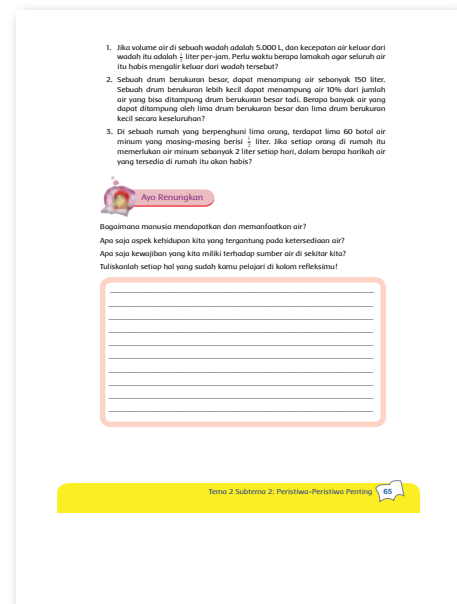 1. Jika volume air di sebuah wadah adalah 5.000 L, dan kecepatan air keluar dari
wadah itu adalah liter per-jam. Perlu waktu berapa lamakah agar seluruh air
itu habis mengalir keluar dari wadah tersebut?
2. Sebuah drum berukuran besar, dapat menampung air sebanyak 150 liter.
Sebuah drum berukuran lebih kecil dapat menampung air 10% dari jumlah
air yang bisa ditampung drum berukuran besar tadi. Berapa banyak air yang
dapat ditampung oleh lima drum berukuran besar dan lima drum berukuran
kecil secara keseluruhan?
3. Di sebuah rumah yang berpenghuni lima orang, terdapat lima 60 botol air
minum yang masing-masing berisi liter. Jika setiap orang di rumah itu
memerlukan air minum sebanyak 2 liter setiap hari, dalam berapa harikah air
yang tersedia di rumah itu akan habis?
Ayo Renungkan
Bagaimana manusia mendapatkan dan memanfaatkan air?
Apa saja aspek kehidupan kita yang tergantung pada ketersediaan air?
Apa saja kewajiban yang kita miliki terhadap sumber air di sekitar kita?
Tuliskanlah setiap hal yang sudah kamu pelajari di kolom refleksimu!
Tema 2 Subtema 2: Peristiwa-Peristiwa Penting 65